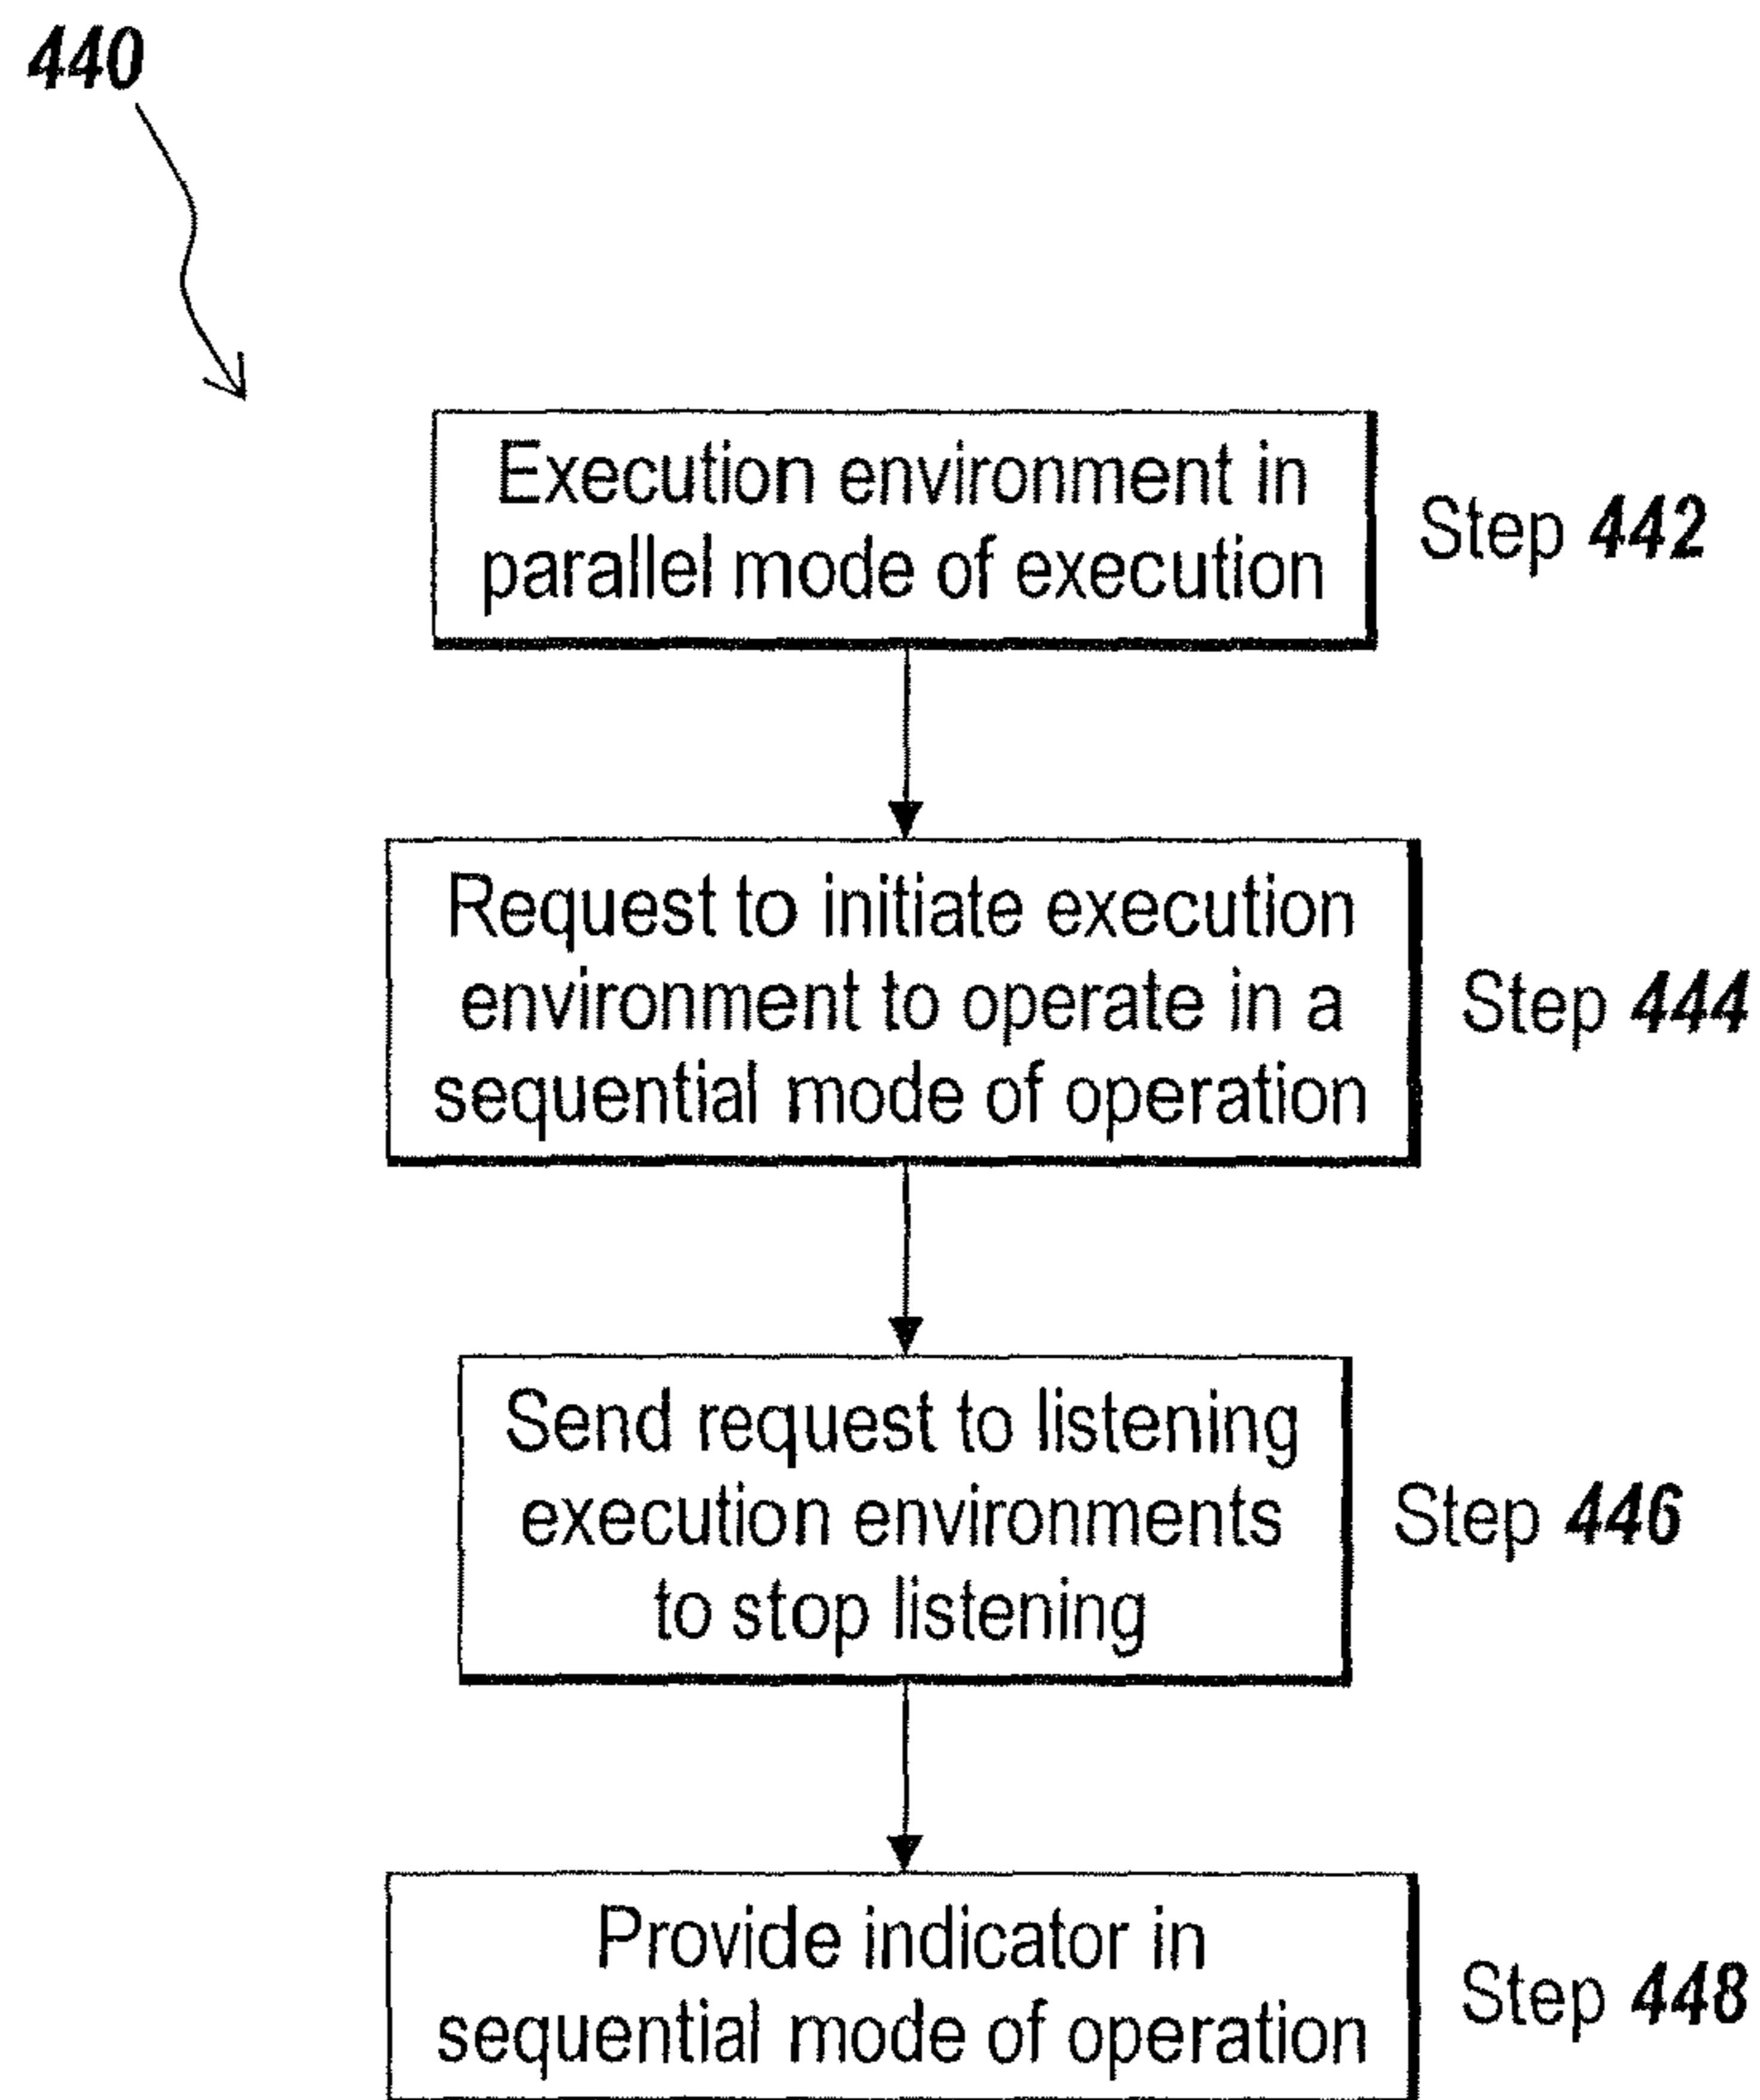 440
Execution environment in
parallel mode of execution
Step 442
Request to initiate execution
environment to operate in a
sequential mode of operation
Step 444
Send request to listening
execution environments
to stop listening
Step 446
Provide indicator in
sequential mode of operation
Step 448